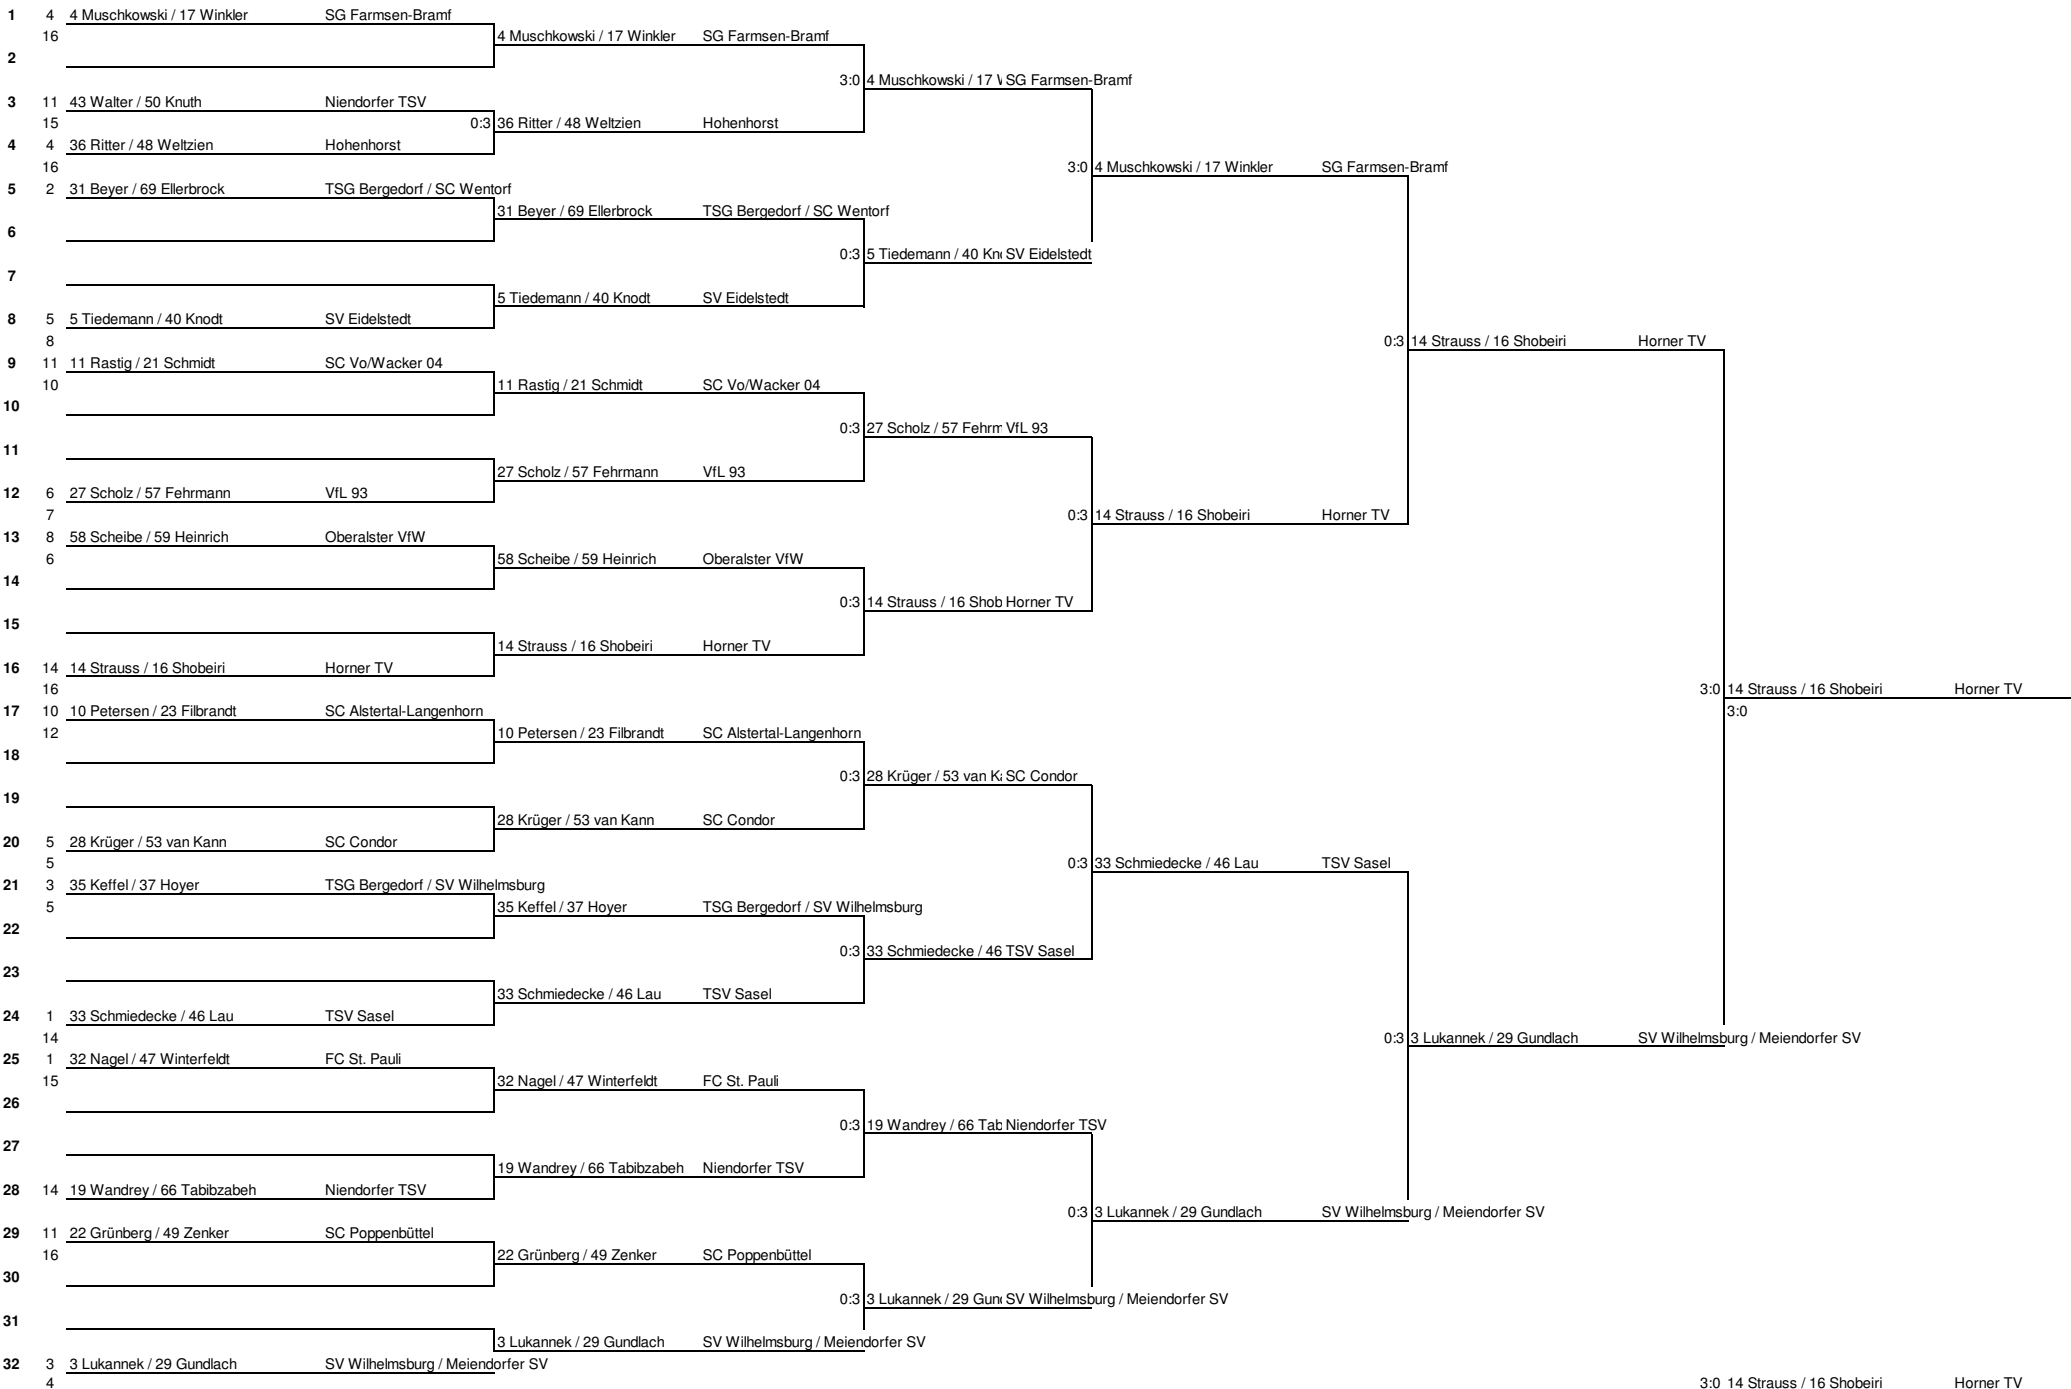 1 4 4 Muschkowski / 17 Winkler SG Farmsen-Bramf
16 4 Muschkowski / 17 Winkler SG Farmsen-Bramf
2
3:0 4 Muschkowski / 17 W SG Farmsen-Bramf
3 11 43 Walter / 50 Knuth Niendorfer TSV
15 0:3 36 Ritter / 48 Weltzien Hohenhorst
4 4 36 Ritter / 48 Weltzien Hohenhorst
16 3:0 4 Muschkowski / 17 Winkler SG Farmsen-Bramf
5 2 31 Beyer / 69 Ellerbrock TSG Bergedorf / SC Wentorf
31 Beyer / 69 Ellerbrock TSG Bergedorf / SC Wentorf
6
0:3 5 Tiedemann / 40 Kno SV Eidelstedt
7
5 Tiedemann / 40 Knodt SV Eidelstedt
8 5 5 Tiedemann / 40 Knodt SV Eidelstedt
8 0:3 14 Strauss / 16 Shobeiri Horner TV
9 11 11 Rastig / 21 Schmidt SC Vo/Wacker 04
10 11 Rastig / 21 Schmidt SC Vo/Wacker 04
10
0:3 27 Scholz / 57 Fehrm VfL 93
11
27 Scholz / 57 Fehrmann VfL 93
12 6 27 Scholz / 57 Fehrmann VfL 93
7 0:3 14 Strauss / 16 Shobeiri Horner TV
13 8 58 Scheibe / 59 Heinrich Oberalster VfW
6 58 Scheibe / 59 Heinrich Oberalster VfW
14
0:3 14 Strauss / 16 Shob Horner TV
15
14 Strauss / 16 Shobeiri Horner TV
16 14 14 Strauss / 16 Shobeiri Horner TV
16 3:0 14 Strauss / 16 Shobeiri Horner TV
17 10 10 Petersen / 23 Filbrandt SC Alstertal-Langenhorn 3:0
12 10 Petersen / 23 Filbrandt SC Alstertal-Langenhorn
18
0:3 28 Krüger / 53 van Ka SC Condor
19
28 Krüger / 53 van Kann SC Condor
20 5 28 Krüger / 53 van Kann SC Condor
5 0:3 33 Schmiedecke / 46 Lau TSV Sasel
21 3 35 Keffel / 37 Hoyer TSG Bergedorf / SV Wilhelmsburg
5 35 Keffel / 37 Hoyer TSG Bergedorf / SV Wilhelmsburg
22
0:3 33 Schmiedecke / 46 TSV Sasel
23
33 Schmiedecke / 46 Lau TSV Sasel
24 1 33 Schmiedecke / 46 Lau TSV Sasel
14 0:3 3 Lukannek / 29 Gundlach SV Wilhelmsburg / Meiendorfer SV
25 1 32 Nagel / 47 Winterfeldt FC St. Pauli
15 32 Nagel / 47 Winterfeldt FC St. Pauli
26
0:3 19 Wandrey / 66 Tab Niendorfer TSV
27
19 Wandrey / 66 Tabibzabeh Niendorfer TSV
28 14 19 Wandrey / 66 Tabibzabeh Niendorfer TSV
0:3 3 Lukannek / 29 Gundlach SV Wilhelmsburg / Meiendorfer SV
29 11 22 Grünberg / 49 Zenker SC Poppenbüttel
16 22 Grünberg / 49 Zenker SC Poppenbüttel
30
0:3 3 Lukannek / 29 Gun SV Wilhelmsburg / Meiendorfer SV
31
3 Lukannek / 29 Gundlach SV Wilhelmsburg / Meiendorfer SV
32 3 3 Lukannek / 29 Gundlach SV Wilhelmsburg / Meiendorfer SV
4 3:0 14 Strauss / 16 Shobeiri Horner TV